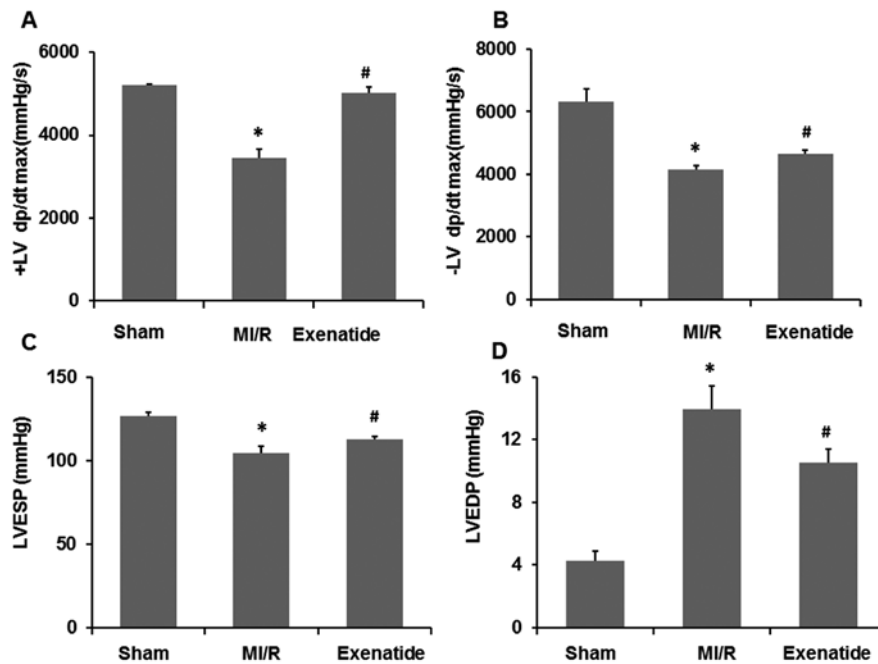 A
+LV dp/dt max(mmHg/s)
6000
4000
2000
0
*
#
Sham MI/R Exenatide
B
-LV dp/dt max(mmHg/s)
8000
6000
4000
2000
0
*
#
Sham MI/R Exenatide
C
LVESP (mmHg)
150
100
50
0
*
#
Sham MI/R Exenatide
D
LVEDP (mmHg)
16
12
8
4
0
*
#
Sham MI/R Exenatide